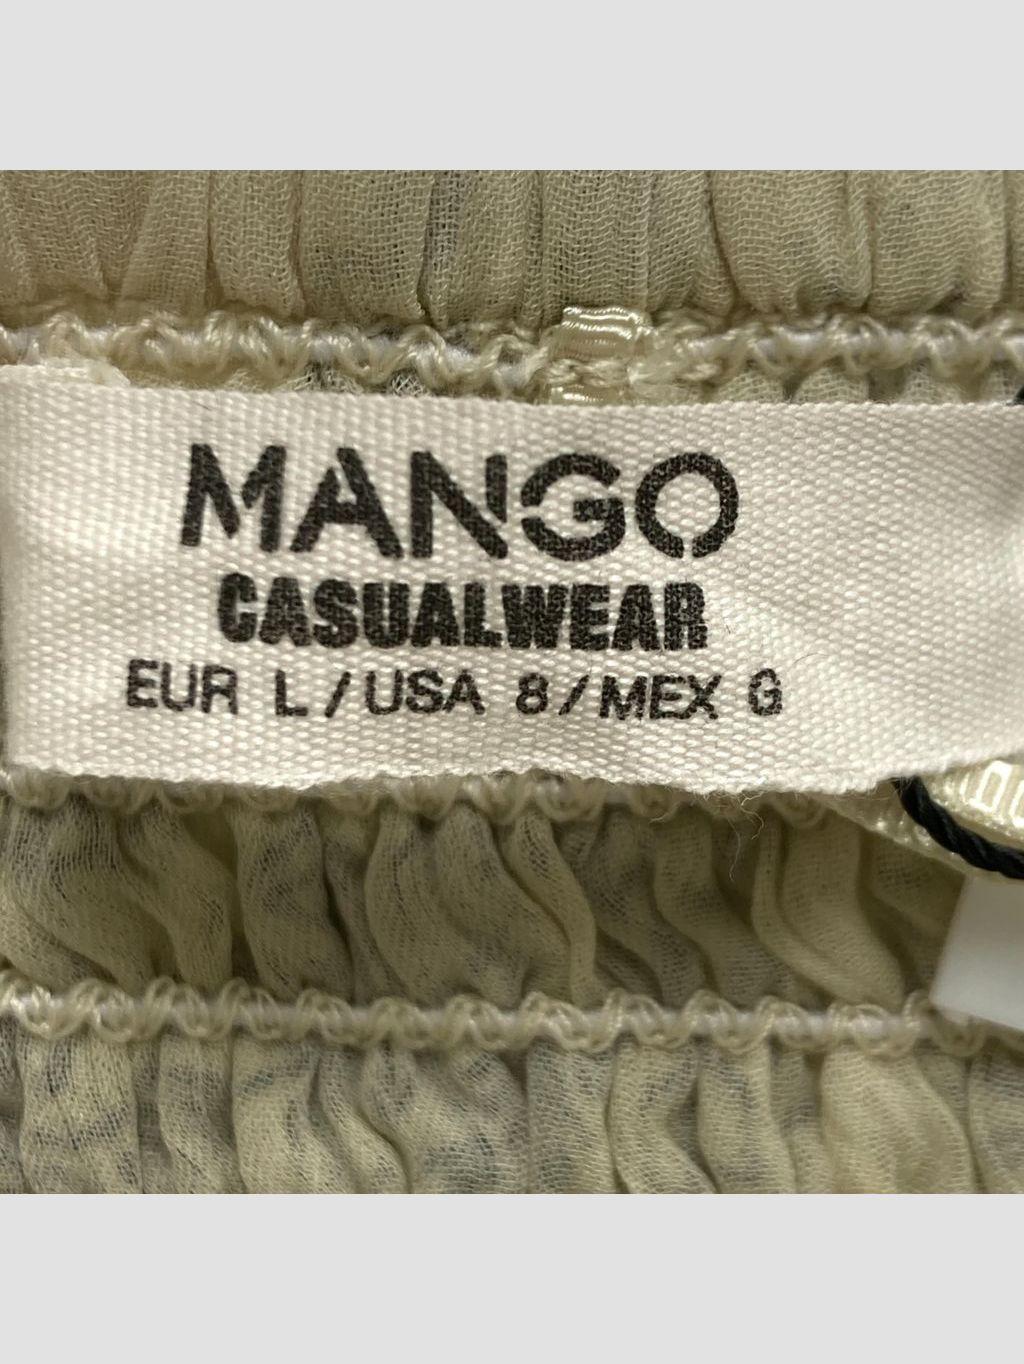 MANGO
CASUALWEAR
EUR L / USA 8 / MEX G